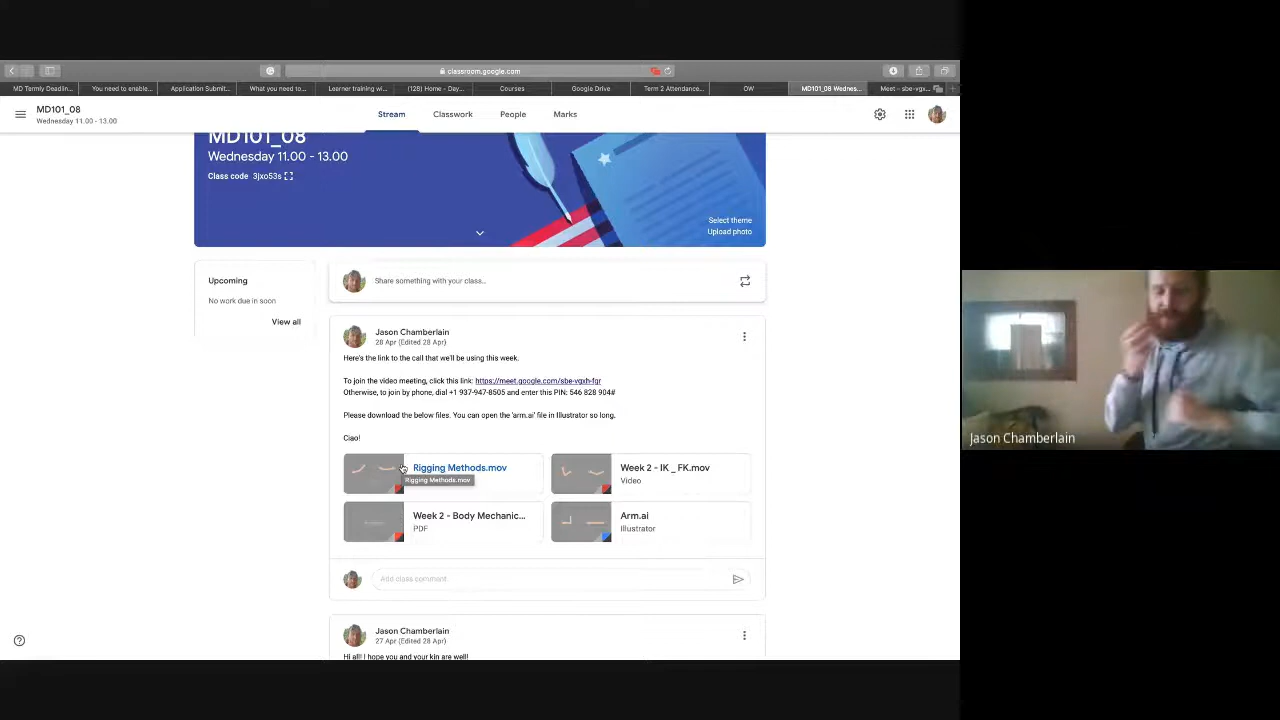 classroom.google.com
MD Termly Deadlin...
You need to enable...
Application Submit...
What you need to...
Learner training wi...
(128) Home - Day...
Courses
Google Drive
Term 2 Attendance...
OW
MD101_08 Wednes...
Meet – sbe-vgx...
MD101_08
Wednesday 11.00 - 13.00
Stream
Classwork
People
Marks
MD101_08
Wednesday 11.00 - 13.00
Class code 3jxo53s
Select theme
Upload photo
Upcoming
No work due in soon
View all
Share something with your class…
Jason Chamberlain
28 Apr (Edited 28 Apr)
Here's the link to the call that we'll be using this week.
To join the video meeting, click this link: https://meet.google.com/sbe-vgxh-fgr
Otherwise, to join by phone, dial +1 937-947-8505 and enter this PIN: 546 828 904#
Please download the below files. You can open the 'arm.ai' file in Illustrator so long.
Ciao!
Rigging Methods.mov
Rigging Methods.mov
Week 2 - IK _ FK.mov
Video
Week 2 - Body Mechanic...
PDF
Arm.ai
Illustrator
Add class comment
Jason Chamberlain
27 Apr (Edited 28 Apr)
Hi all! I hope you and your kin are well!
Jason Chamberlain